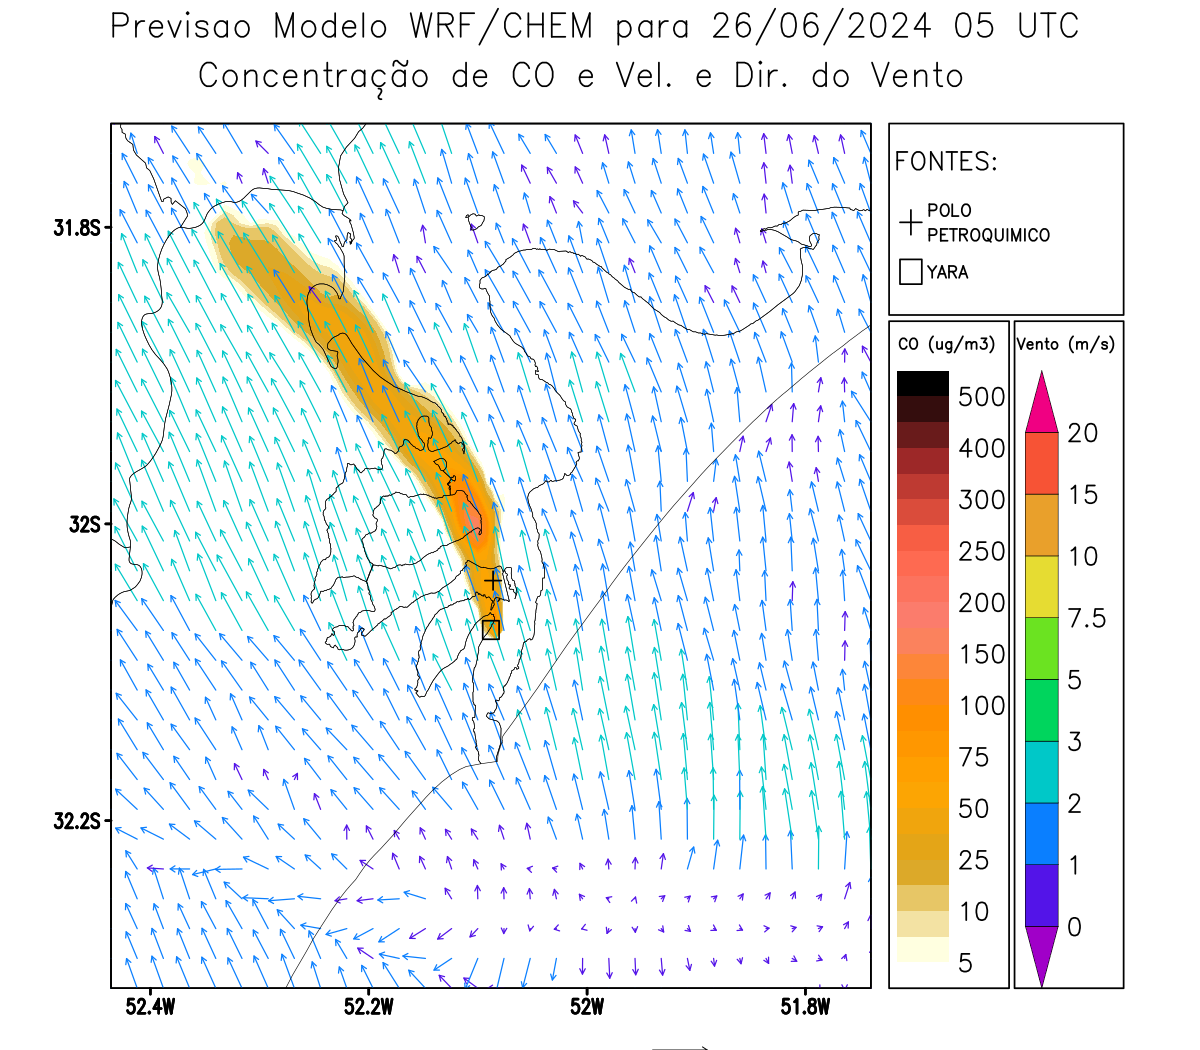 Previsao Modelo WRF/CHEM para 26/06/2024 05 UTC
Concentração de CO e Vel. e Dir. do Vento
FONTES:
POLO
PETROQUIMICO
YARA
CO (ug/m3)
500
400
300
250
200
150
100
75
50
25
10
5
Vento (m/s)
20
15
10
7.5
5
3
2
1
0
31.8S
32S
32.2S
52.4W
52.2W
52W
51.8W